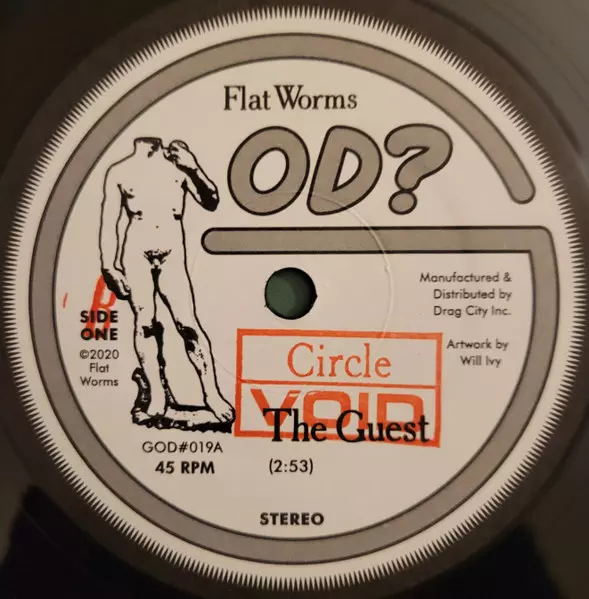 Flat Worms
GOD?
Manufactured &
Distributed by
Drag City Inc.
Artwork by
Will Ivy
SIDE
ONE
©2020
Flat
Worms
Circle
VOID
The Guest
GOD#019A
45 RPM
(2:53)
STEREO